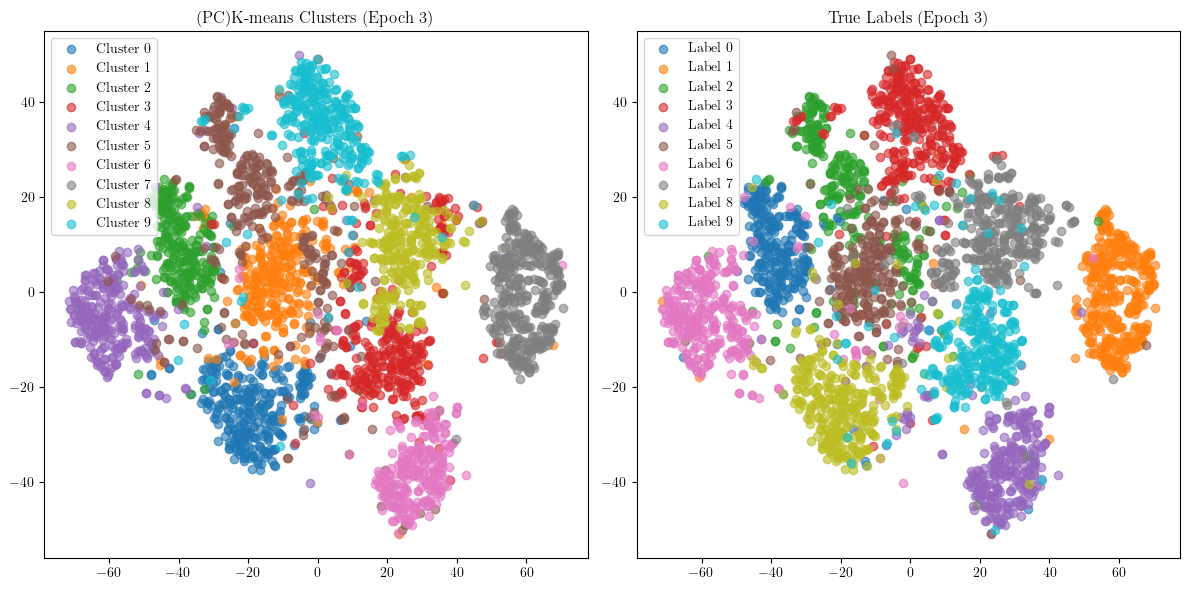 (PC)K-means Clusters (Epoch 3)
Cluster 0
Cluster 1
Cluster 2
Cluster 3
Cluster 4
Cluster 5
Cluster 6
Cluster 7
Cluster 8
Cluster 9
40
20
0
−20
−40
−60
−40
−20
0
20
40
60
True Labels (Epoch 3)
Label 0
Label 1
Label 2
Label 3
Label 4
Label 5
Label 6
Label 7
Label 8
Label 9
40
20
0
−20
−40
−60
−40
−20
0
20
40
60